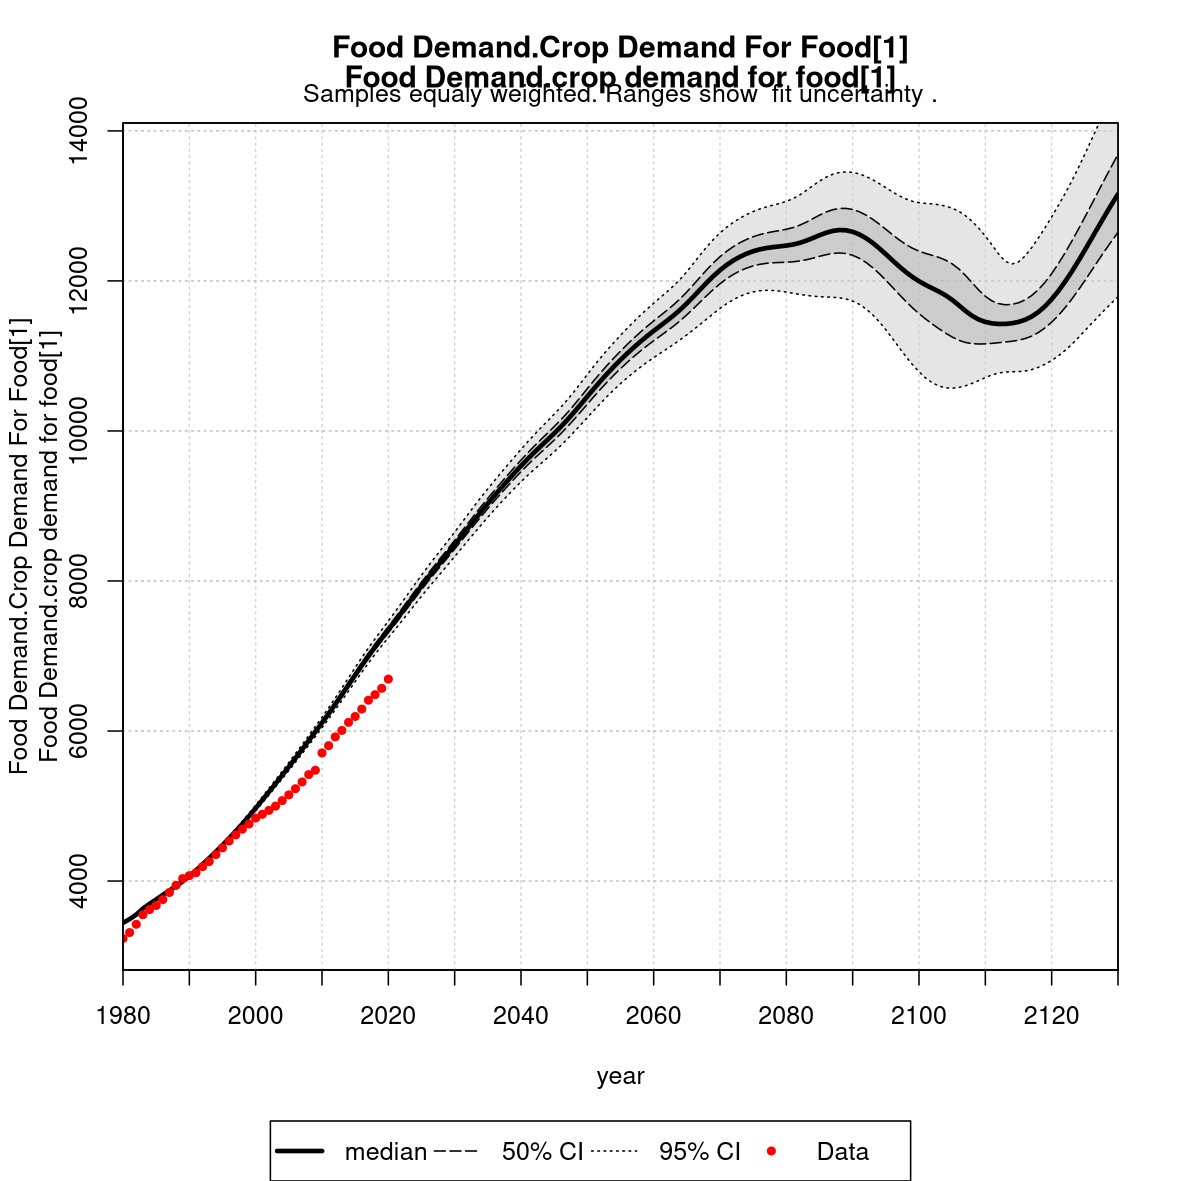 Food Demand.Crop Demand For Food[1]
Food Demand.crop demand for food[1]
Samples equaly weighted. Ranges show  fit uncertainty .
Food Demand.Crop Demand For Food[1]
Food Demand.crop demand for food[1]
14000
12000
10000
8000
6000
4000
1980 2000 2020 2040 2060 2080 2100 2120
year
median 50% CI 95% CI Data